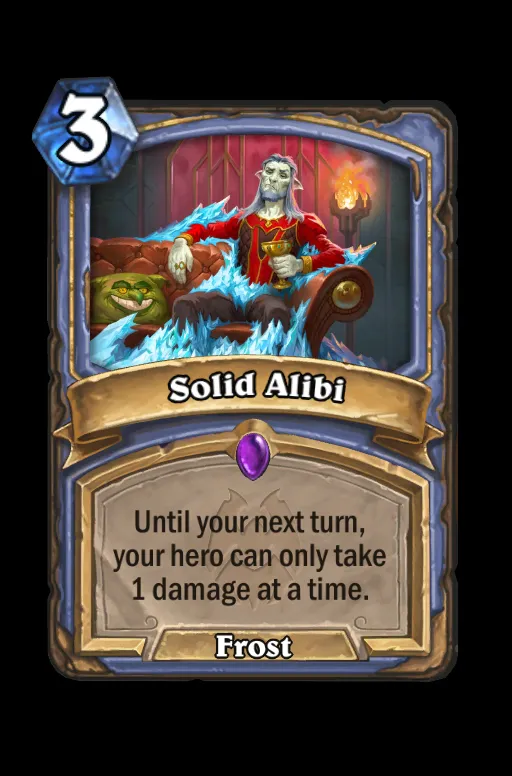 3
Solid Alibi
Until your next turn,
your hero can only take
1 damage at a time.
Frost